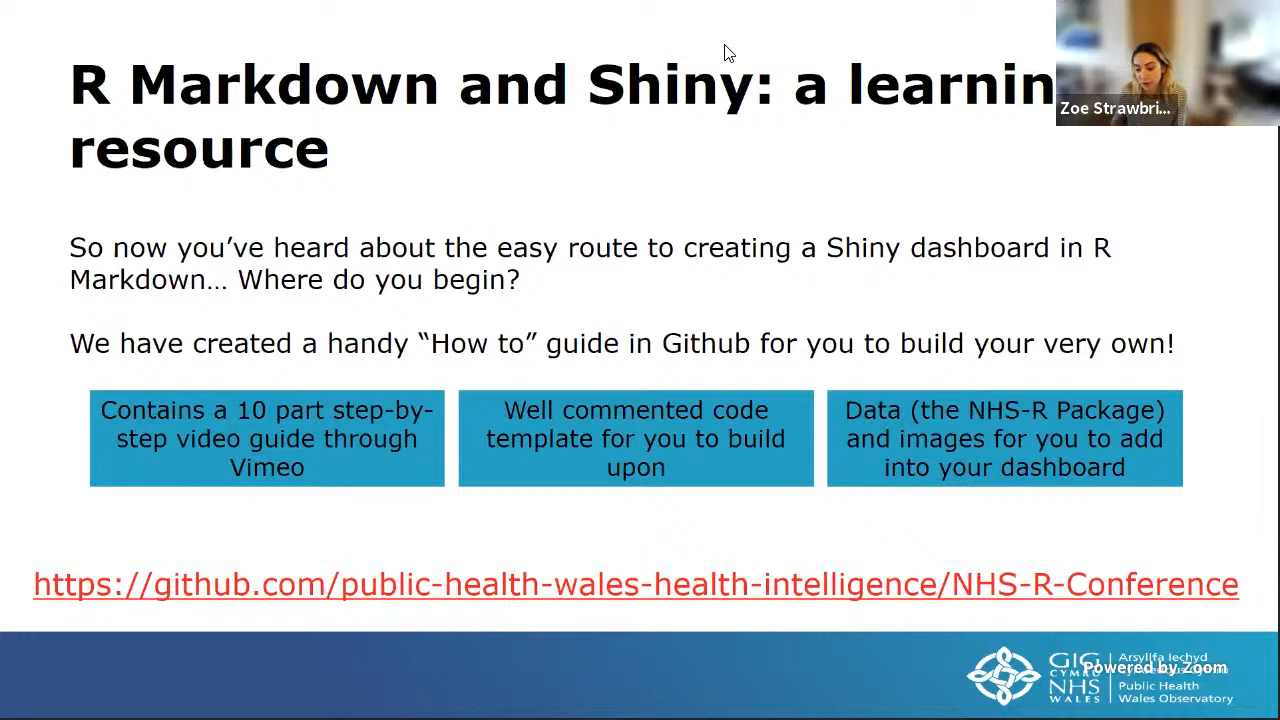 R Markdown and Shiny: a learnin
resource
Zoe Strawbri...
So now you’ve heard about the easy route to creating a Shiny dashboard in R
Markdown… Where do you begin?
We have created a handy “How to” guide in Github for you to build your very own!
Contains a 10 part step-by-
step video guide through
Vimeo
Well commented code
template for you to build
upon
Data (the NHS-R Package)
and images for you to add
into your dashboard
https://github.com/public-health-wales-health-intelligence/NHS-R-Conference
GIG
CYMRU
NHS
WALES
Arsyllfa Iechyd
Powered by Zoom
Public Health
Wales Observatory